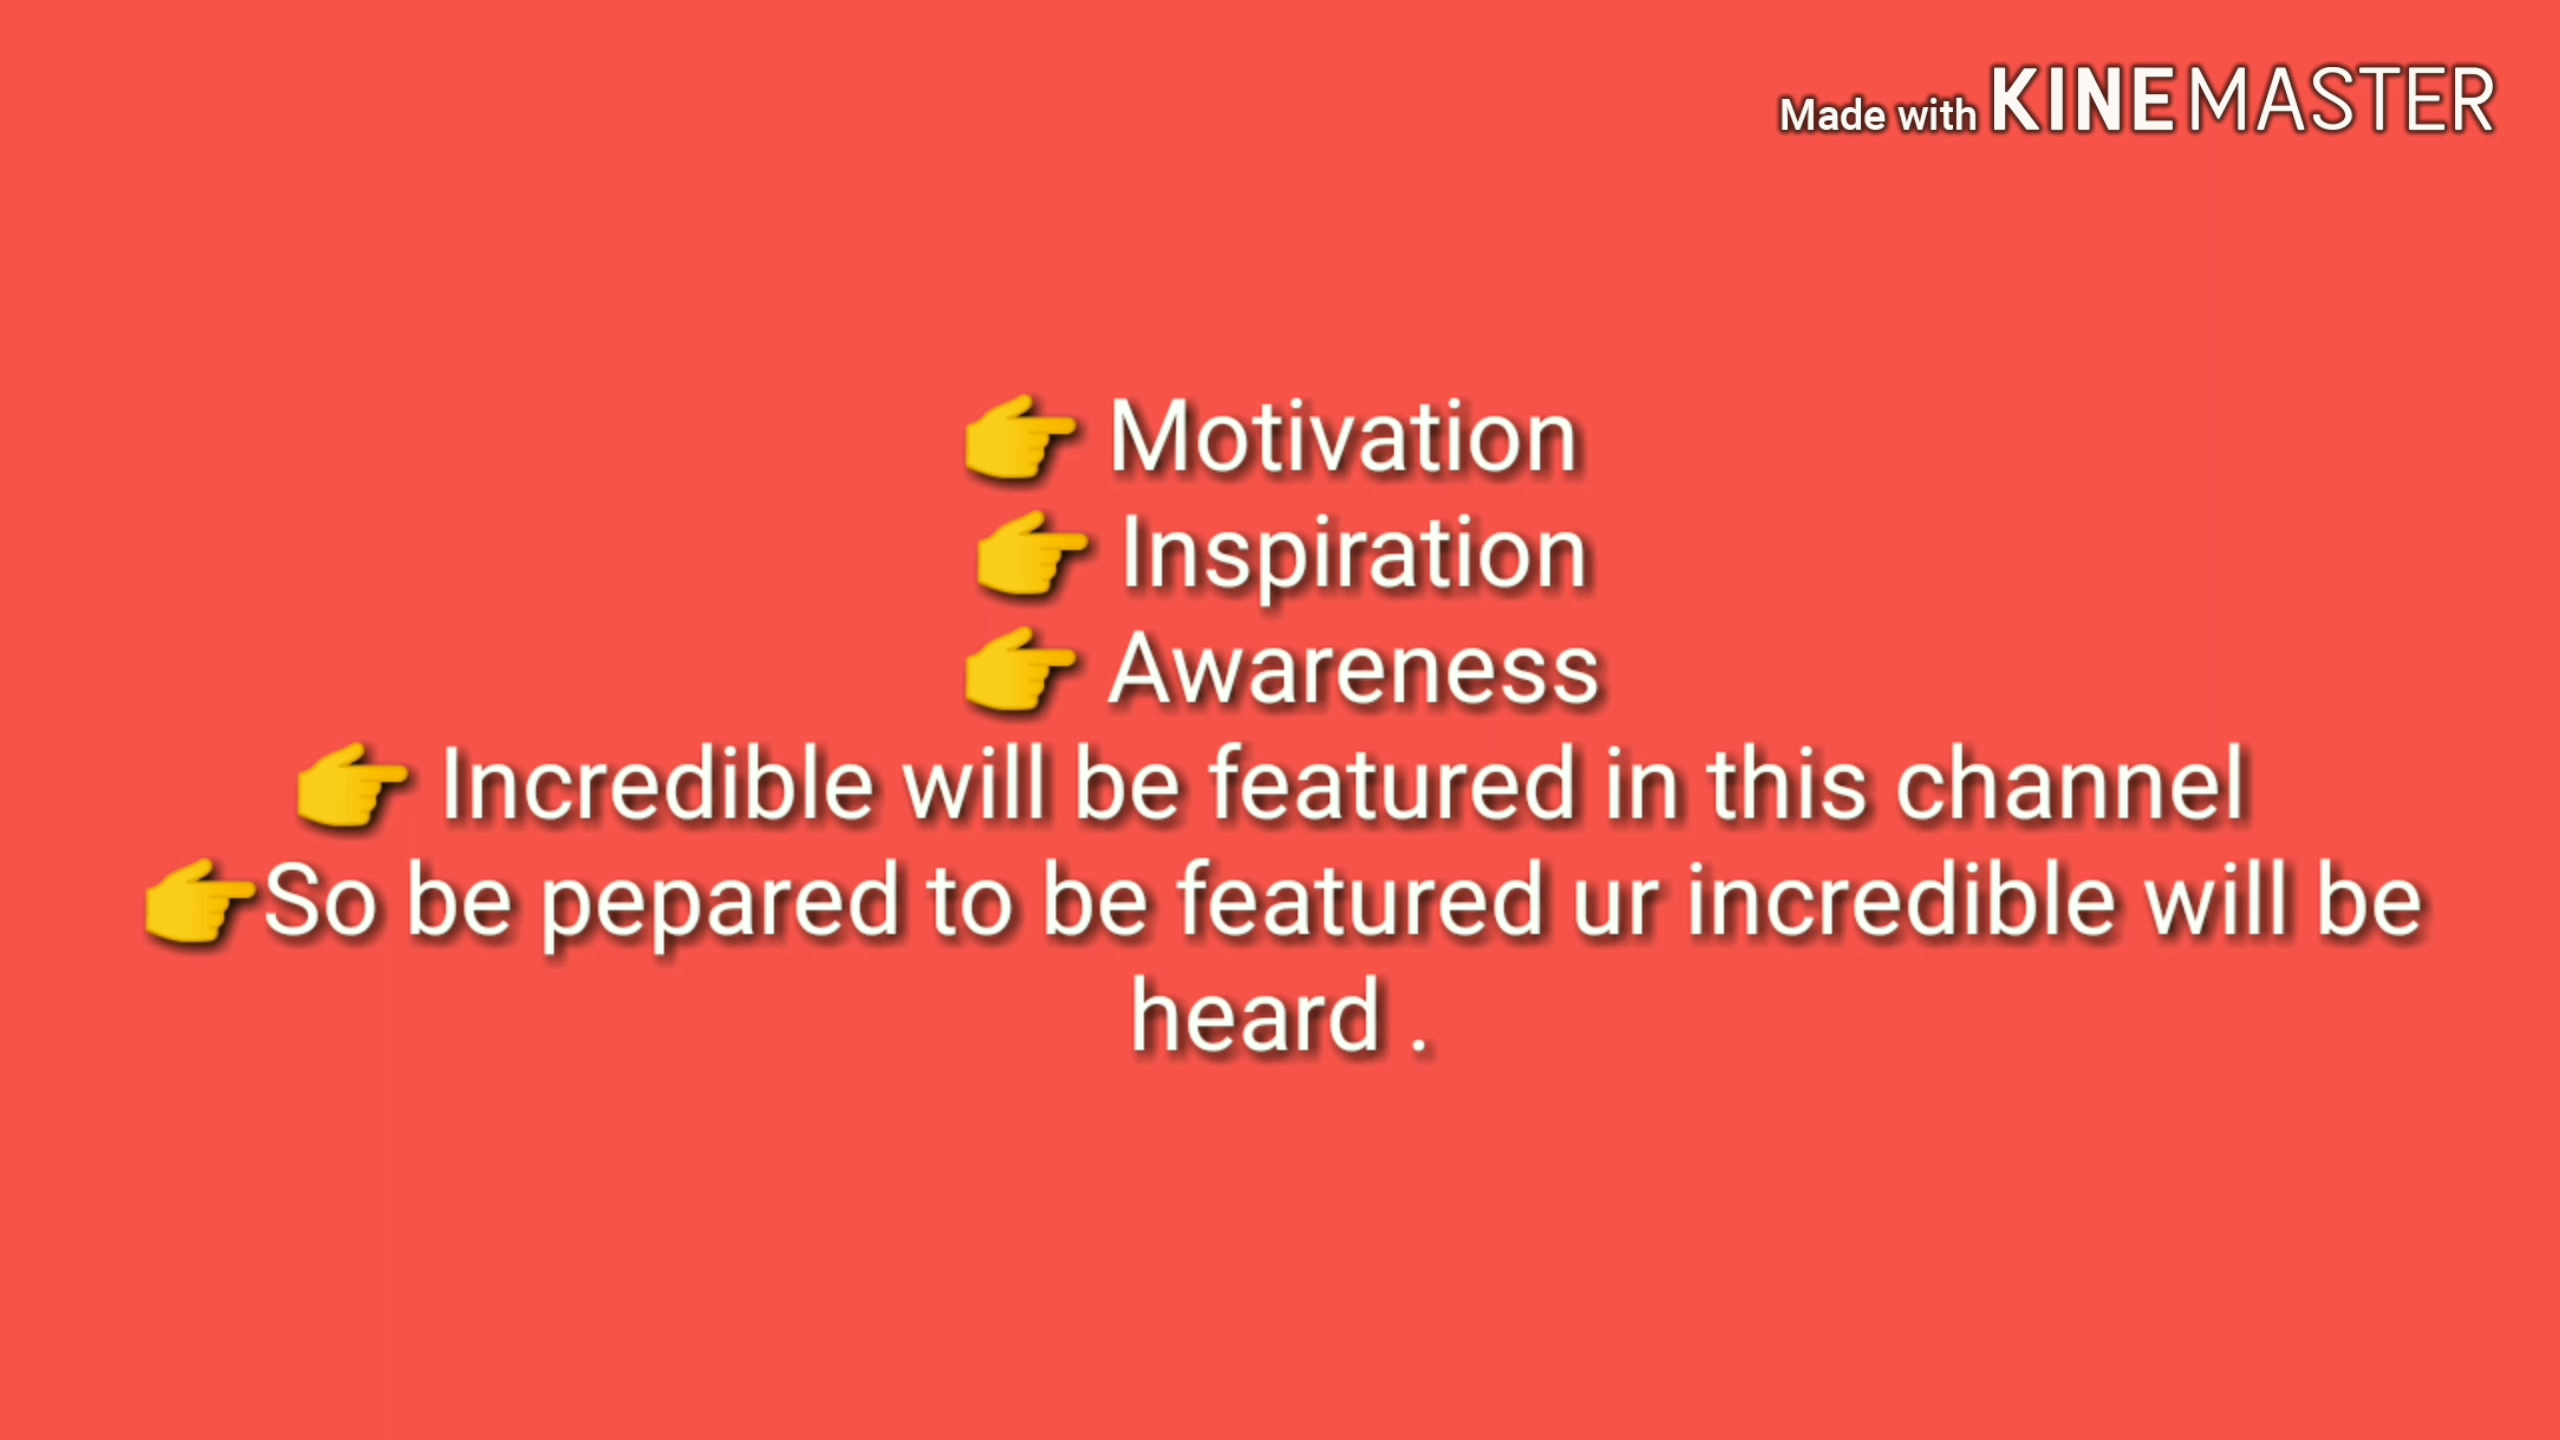 Made with KINEMASTER
👉 Motivation
👉 Inspiration
👉 Awareness
👉 Incredible will be featured in this channel
👉So be pepared to be featured ur incredible will be
heard .